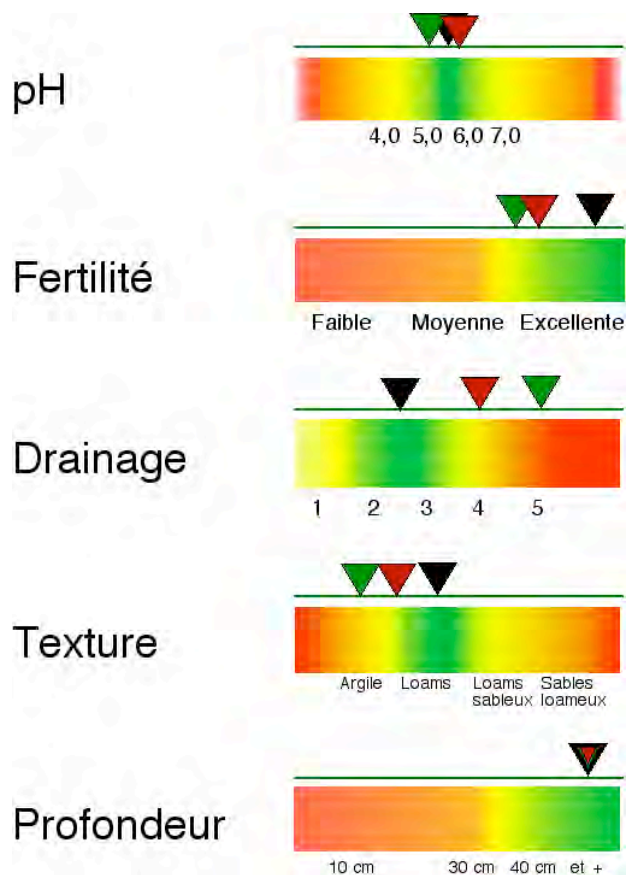 pH
4,0 5,0 6,0 7,0
Fertilité
Faible Moyenne Excellente
Drainage
1 2 3 4 5
Texture
Argile Loams Loams sableux Sables loameux
Profondeur
10 cm 30 cm 40 cm et +